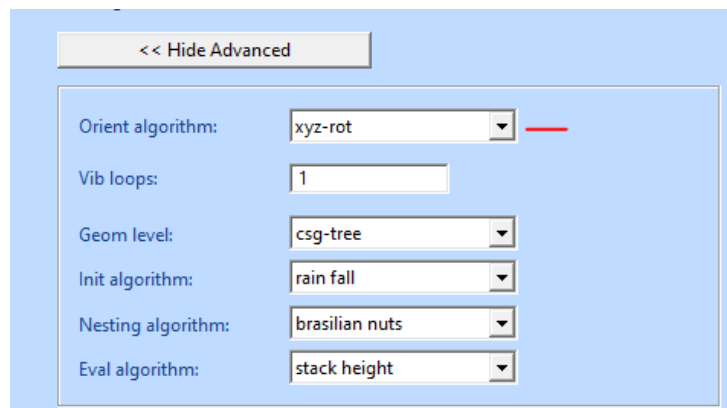 << Hide Advanced
Orient algorithm: xyz-rot
Vib loops: 1
Geom level: csg-tree
Init algorithm: rain fall
Nesting algorithm: brasilian nuts
Eval algorithm: stack height